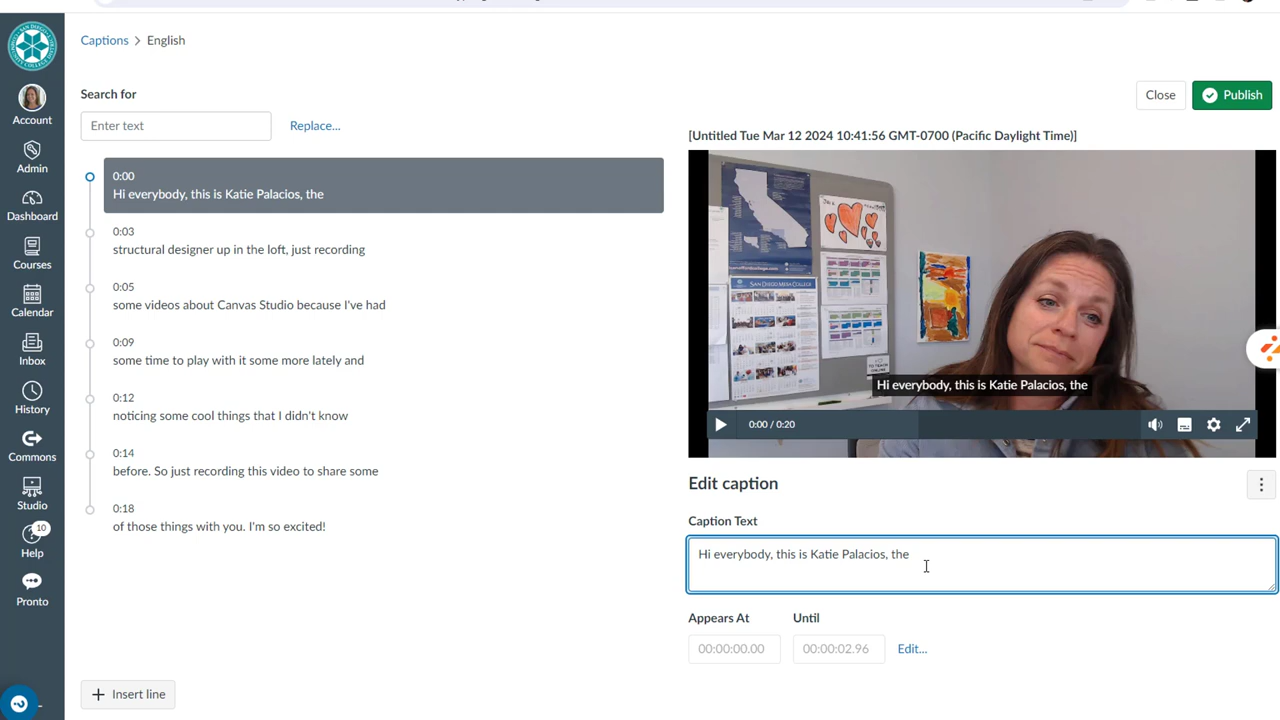 Captions > English
Search for
Enter text
Replace...
0:00
Hi everybody, this is Katie Palacios, the
0:03
structural designer up in the loft, just recording
0:05
some videos about Canvas Studio because I've had
0:09
some time to play with it some more lately and
0:12
noticing some cool things that I didn't know
0:14
before. So just recording this video to share some
0:18
of those things with you. I'm so excited!
+ Insert line
Account
Admin
Dashboard
Courses
Calendar
Inbox
History
Commons
Studio
10
Help
Pronto
Close
Publish
[Untitled Tue Mar 12 2024 10:41:56 GMT-0700 (Pacific Daylight Time)]
SAN DIEGO MESA COLLEGE
Hi everybody, this is Katie Palacios, the
0:00 / 0:20
Edit caption
Caption Text
Hi everybody, this is Katie Palacios, the
Appears At
Until
00:00:00.00
00:00:02.96
Edit...